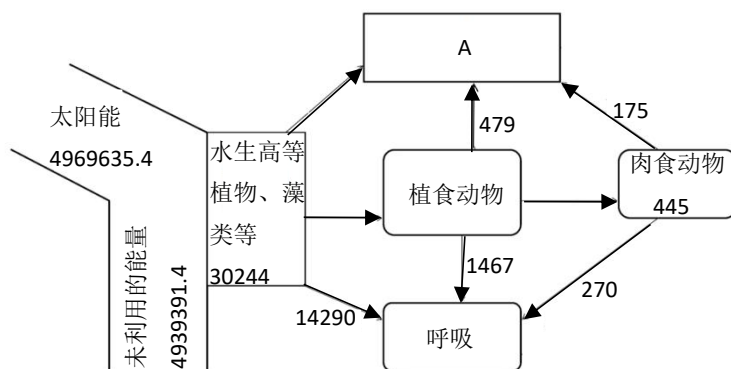 A
太阳能
4969635.4
水生高等
植物、藻
类等
30244
479
175
植食动物
肉食动物
445
未利用的能量
4939391.4
14290
1467
270
呼吸